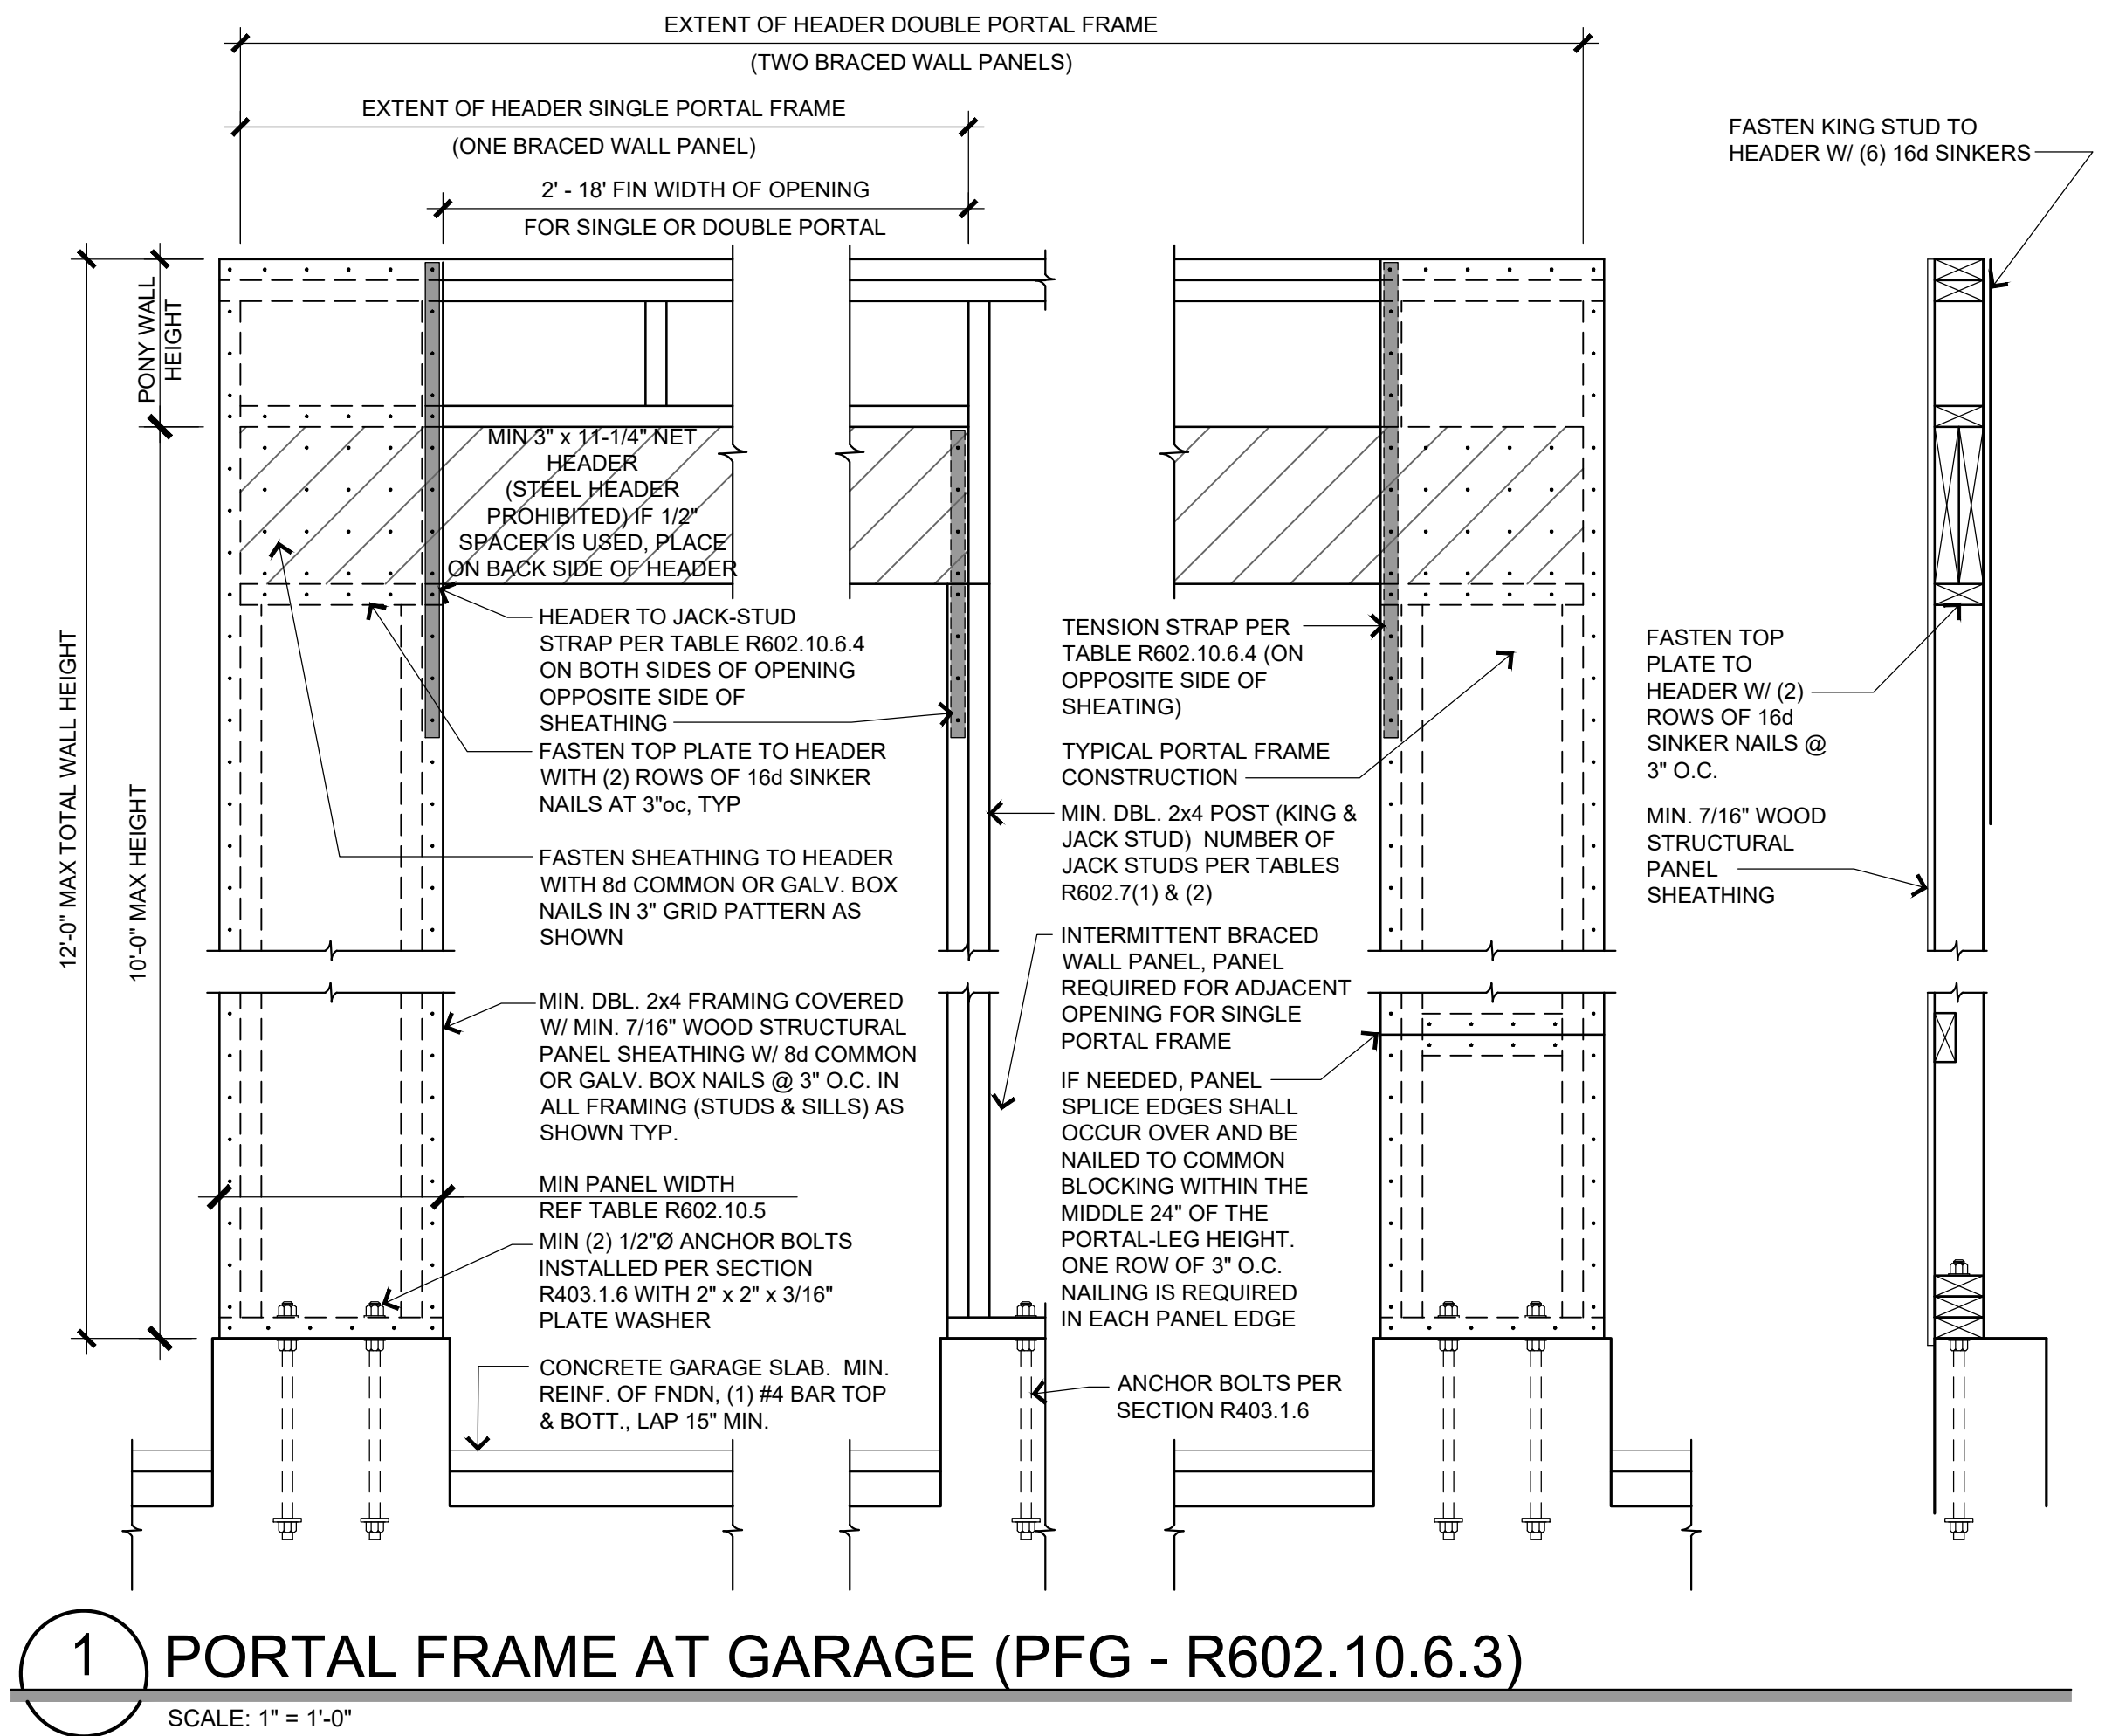 EXTENT OF HEADER DOUBLE PORTAL FRAME
(TWO BRACED WALL PANELS)
EXTENT OF HEADER SINGLE PORTAL FRAME
(ONE BRACED WALL PANEL)
2' - 18' FIN WIDTH OF OPENING
FOR SINGLE OR DOUBLE PORTAL
FASTEN KING STUD TO
HEADER W/ (6) 16d SINKERS
PONY WALL
HEIGHT
12'-0" MAX TOTAL WALL HEIGHT
10'-0" MAX HEIGHT
MIN 3" x 11-1/4" NET
HEADER
(STEEL HEADER
PROHIBITED) IF 1/2"
SPACER IS USED, PLACE
ON BACK SIDE OF HEADER
HEADER TO JACK-STUD
STRAP PER TABLE R602.10.6.4
ON BOTH SIDES OF OPENING
OPPOSITE SIDE OF
SHEATHING
FASTEN TOP PLATE TO HEADER
WITH (2) ROWS OF 16d SINKER
NAILS AT 3"oc, TYP
FASTEN SHEATHING TO HEADER
WITH 8d COMMON OR GALV. BOX
NAILS IN 3" GRID PATTERN AS
SHOWN
MIN. DBL. 2x4 FRAMING COVERED
W/ MIN. 7/16" WOOD STRUCTURAL
PANEL SHEATHING W/ 8d COMMON
OR GALV. BOX NAILS @ 3" O.C. IN
ALL FRAMING (STUDS & SILLS) AS
SHOWN TYP.
MIN PANEL WIDTH
REF TABLE R602.10.5
MIN (2) 1/2"Ø ANCHOR BOLTS
INSTALLED PER SECTION
R403.1.6 WITH 2" x 2" x 3/16"
PLATE WASHER
CONCRETE GARAGE SLAB.  MIN.
REINF. OF FNDN, (1) #4 BAR TOP
& BOTT., LAP 15" MIN.
TENSION STRAP PER
TABLE R602.10.6.4 (ON
OPPOSITE SIDE OF
SHEATING)
TYPICAL PORTAL FRAME
CONSTRUCTION
MIN. DBL. 2x4 POST (KING &
JACK STUD)  NUMBER OF
JACK STUDS PER TABLES
R602.7(1) & (2)
INTERMITTENT BRACED
WALL PANEL, PANEL
REQUIRED FOR ADJACENT
OPENING FOR SINGLE
PORTAL FRAME
IF NEEDED, PANEL
SPLICE EDGES SHALL
OCCUR OVER AND BE
NAILED TO COMMON
BLOCKING WITHIN THE
MIDDLE 24" OF THE
PORTAL-LEG HEIGHT.
ONE ROW OF 3" O.C.
NAILING IS REQUIRED
IN EACH PANEL EDGE
ANCHOR BOLTS PER
SECTION R403.1.6
FASTEN TOP
PLATE TO
HEADER W/ (2)
ROWS OF 16d
SINKER NAILS @
3" O.C.
MIN. 7/16" WOOD
STRUCTURAL
PANEL
SHEATHING
1
PORTAL FRAME AT GARAGE (PFG - R602.10.6.3)
SCALE: 1" = 1'-0"